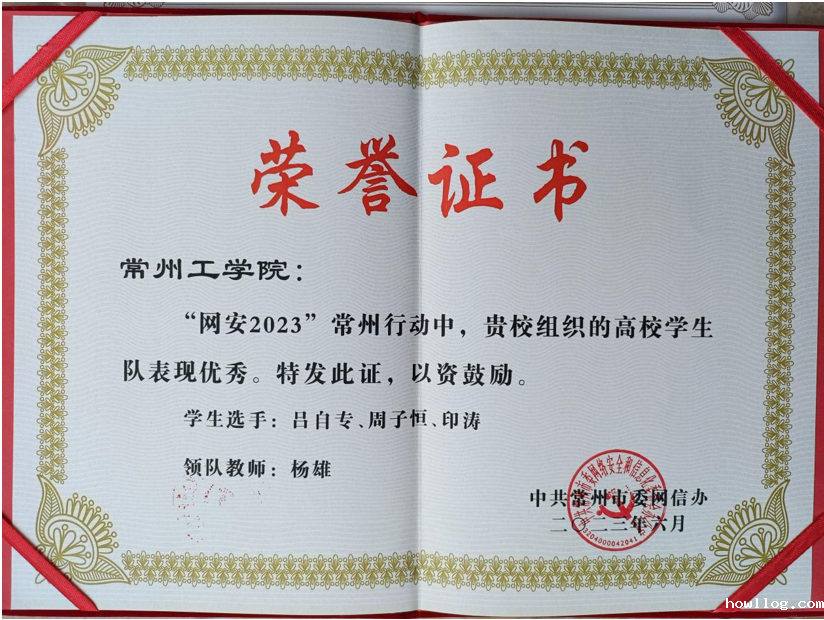 荣誉证书
常州工学院：
“网安2023”常州行动中，贵校组织的高校学生
队表现优秀。特发此证，以资鼓励。
学生选手：吕自专、周子恒、印涛
领队教师：杨雄
中共常州市委网信办
二〇二三年六月
3204000042041
howllog.com